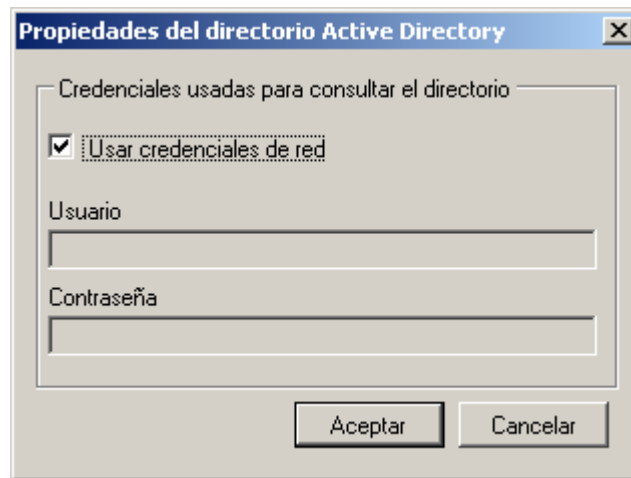 Propiedades del directorio Active Directory
Credenciales usadas para consultar el directorio
Usar credenciales de red
Usuario
Contraseña
Aceptar
Cancelar